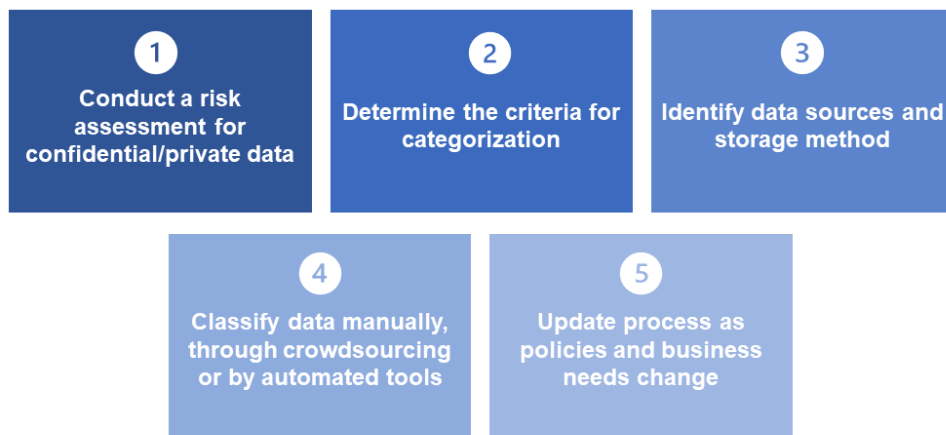 1
Conduct a risk
assessment for
confidential/private data
2
Determine the criteria for
categorization
3
Identify data sources and
storage method
4
Classify data manually,
through crowdsourcing
or by automated tools
5
Update process as
policies and business
needs change